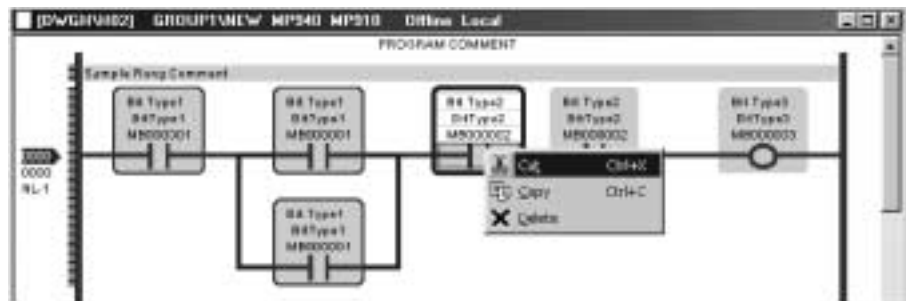 GROUP1\NEW MP940 MP910 Offline Local
PROGRAM COMMENT
Sample Rung Comment
Bit Type1
BitType1
MB000001
Bit Type1
BitType1
MB000001
Bit Type2
BitType2
MB000002
Bit Type2
BitType2
MB000002
Bit Type3
BitType3
MB000003
0000
0000
NL-1
Cut Ctrl+X
Copy Ctrl+C
Delete
Bit Type1
BitType1
MB000001